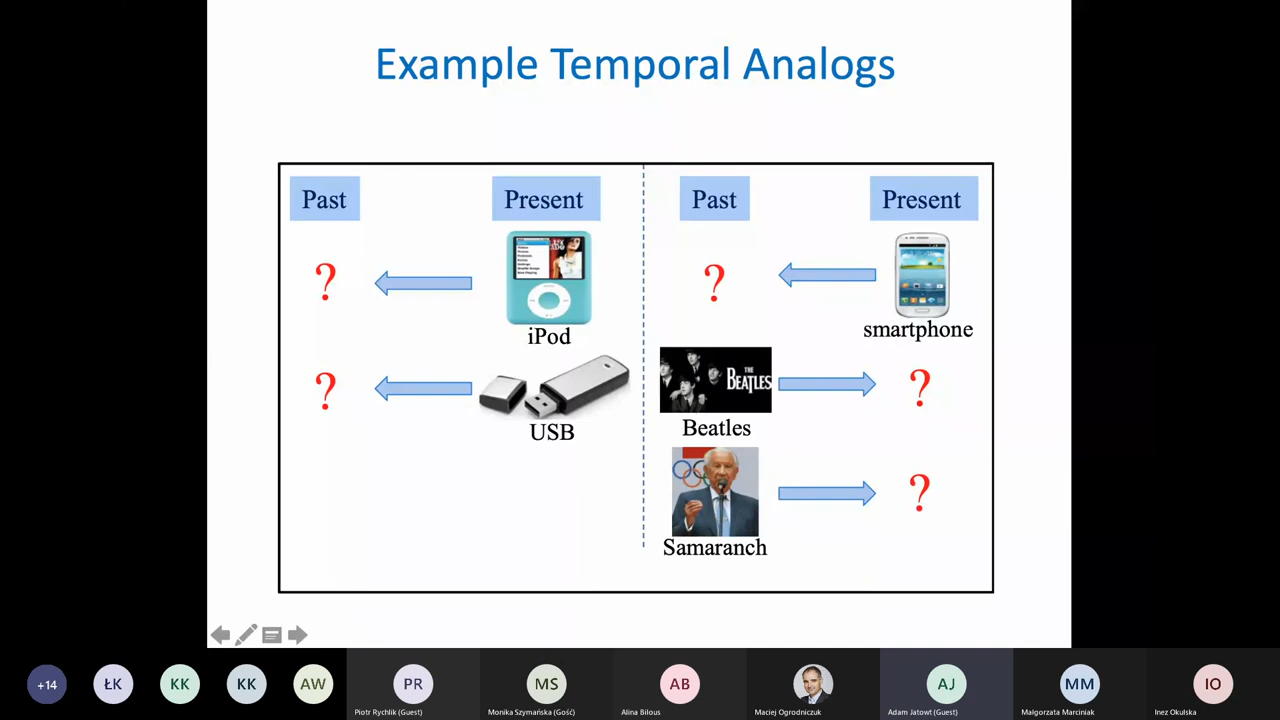 Example Temporal Analogs
Past
Present
Past
Present
?
iPod
?
smartphone
?
USB
THE
BEATLES
Beatles
?
Samaranch
?
+14
ŁK
KK
KK
AW
PR
MS
AB
AJ
MM
IO
Piotr Rychlik (Guest)
Monika Szymańska (Gość)
Alina Bilous
Maciej Ogrodniczuk
Adam Jatowt (Guest)
Małgorzata Marciniak
Inez Okulska